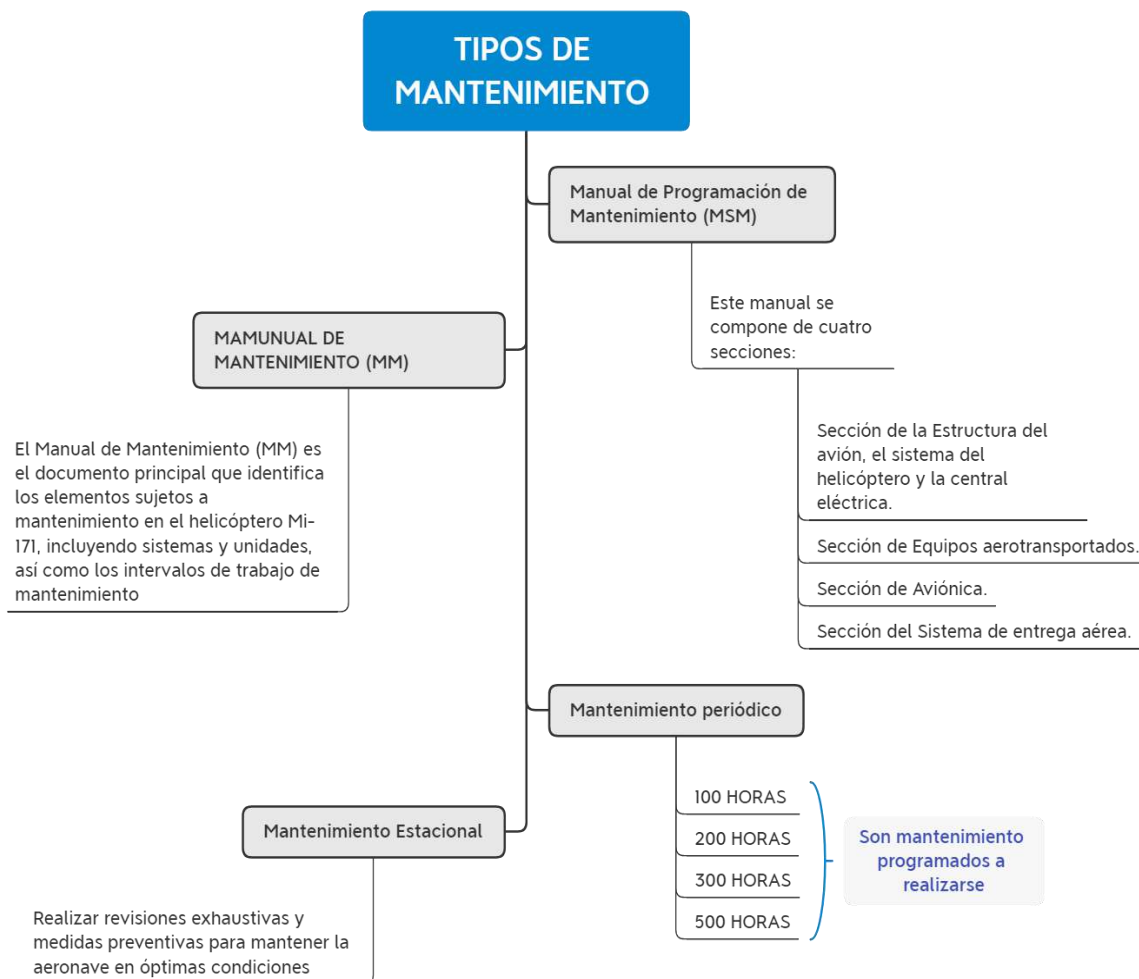 TIPOS DE
MANTENIMIENTO
Manual de Programación de
Mantenimiento (MSM)
Este manual se
compone de cuatro
secciones:
Sección de la Estructura del
avión, el sistema del
helicóptero y la central
eléctrica.
Sección de Equipos aerotransportados.
Sección de Aviónica.
Sección del Sistema de entrega aérea.
MAMUNUAL DE
MANTENIMIENTO (MM)
El Manual de Mantenimiento (MM) es
el documento principal que identifica
los elementos sujetos a
mantenimiento en el helicóptero Mi-
171, incluyendo sistemas y unidades,
así como los intervalos de trabajo de
mantenimiento
Mantenimiento periódico
100 HORAS
200 HORAS
300 HORAS
500 HORAS
Son mantenimiento
programados a
realizarse
Mantenimiento Estacional
Realizar revisiones exhaustivas y
medidas preventivas para mantener la
aeronave en óptimas condiciones